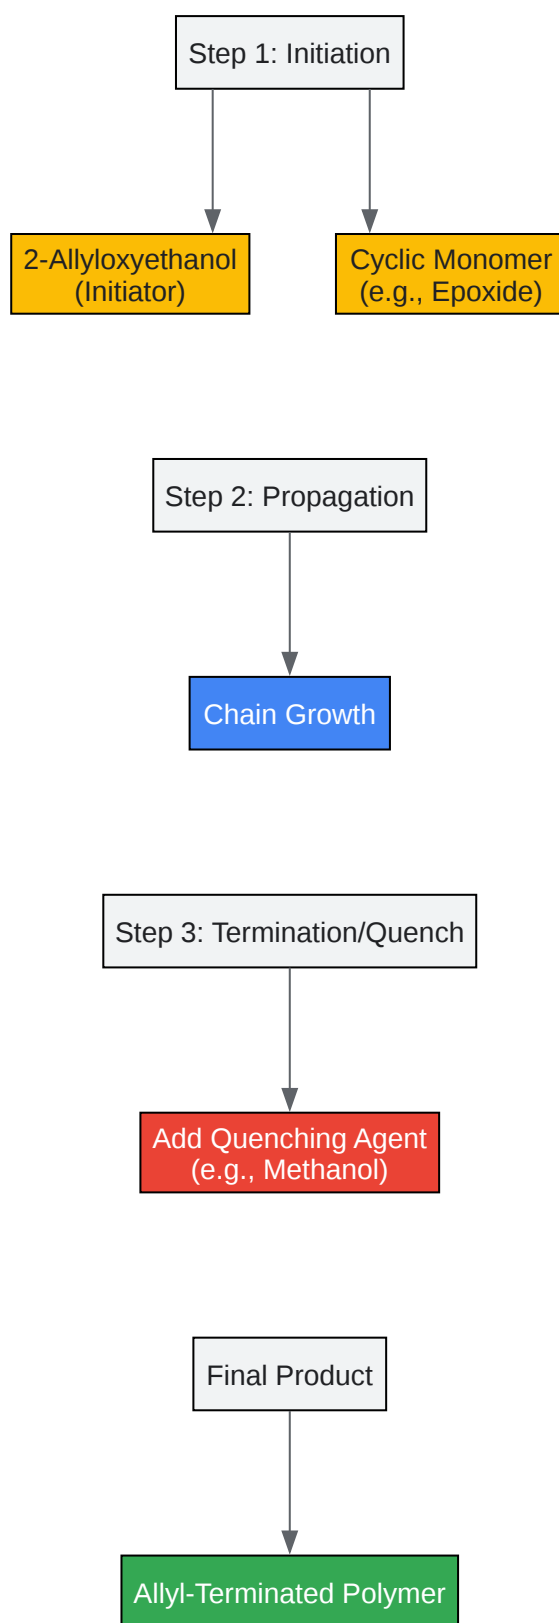 Step 1: Initiation
2-Allyloxyethanol
(Initiator)
Cyclic Monomer
(e.g., Epoxide)
Step 2: Propagation
Chain Growth
Step 3: Termination/Quench
Add Quenching Agent
(e.g., Methanol)
Final Product
Allyl-Terminated Polymer